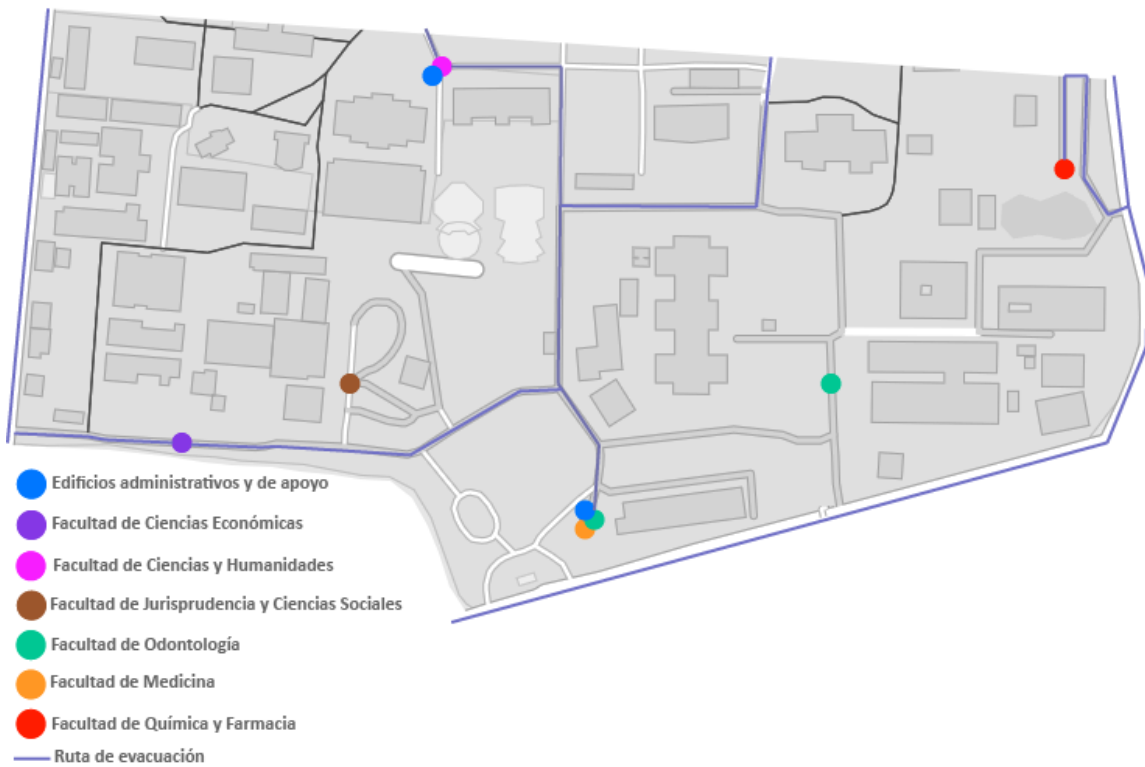 Edificios administrativos y de apoyo
Facultad de Ciencias Económicas
Facultad de Ciencias y Humanidades
Facultad de Jurisprudencia y Ciencias Sociales
Facultad de Odontología
Facultad de Medicina
Facultad de Química y Farmacia
Ruta de evacuación